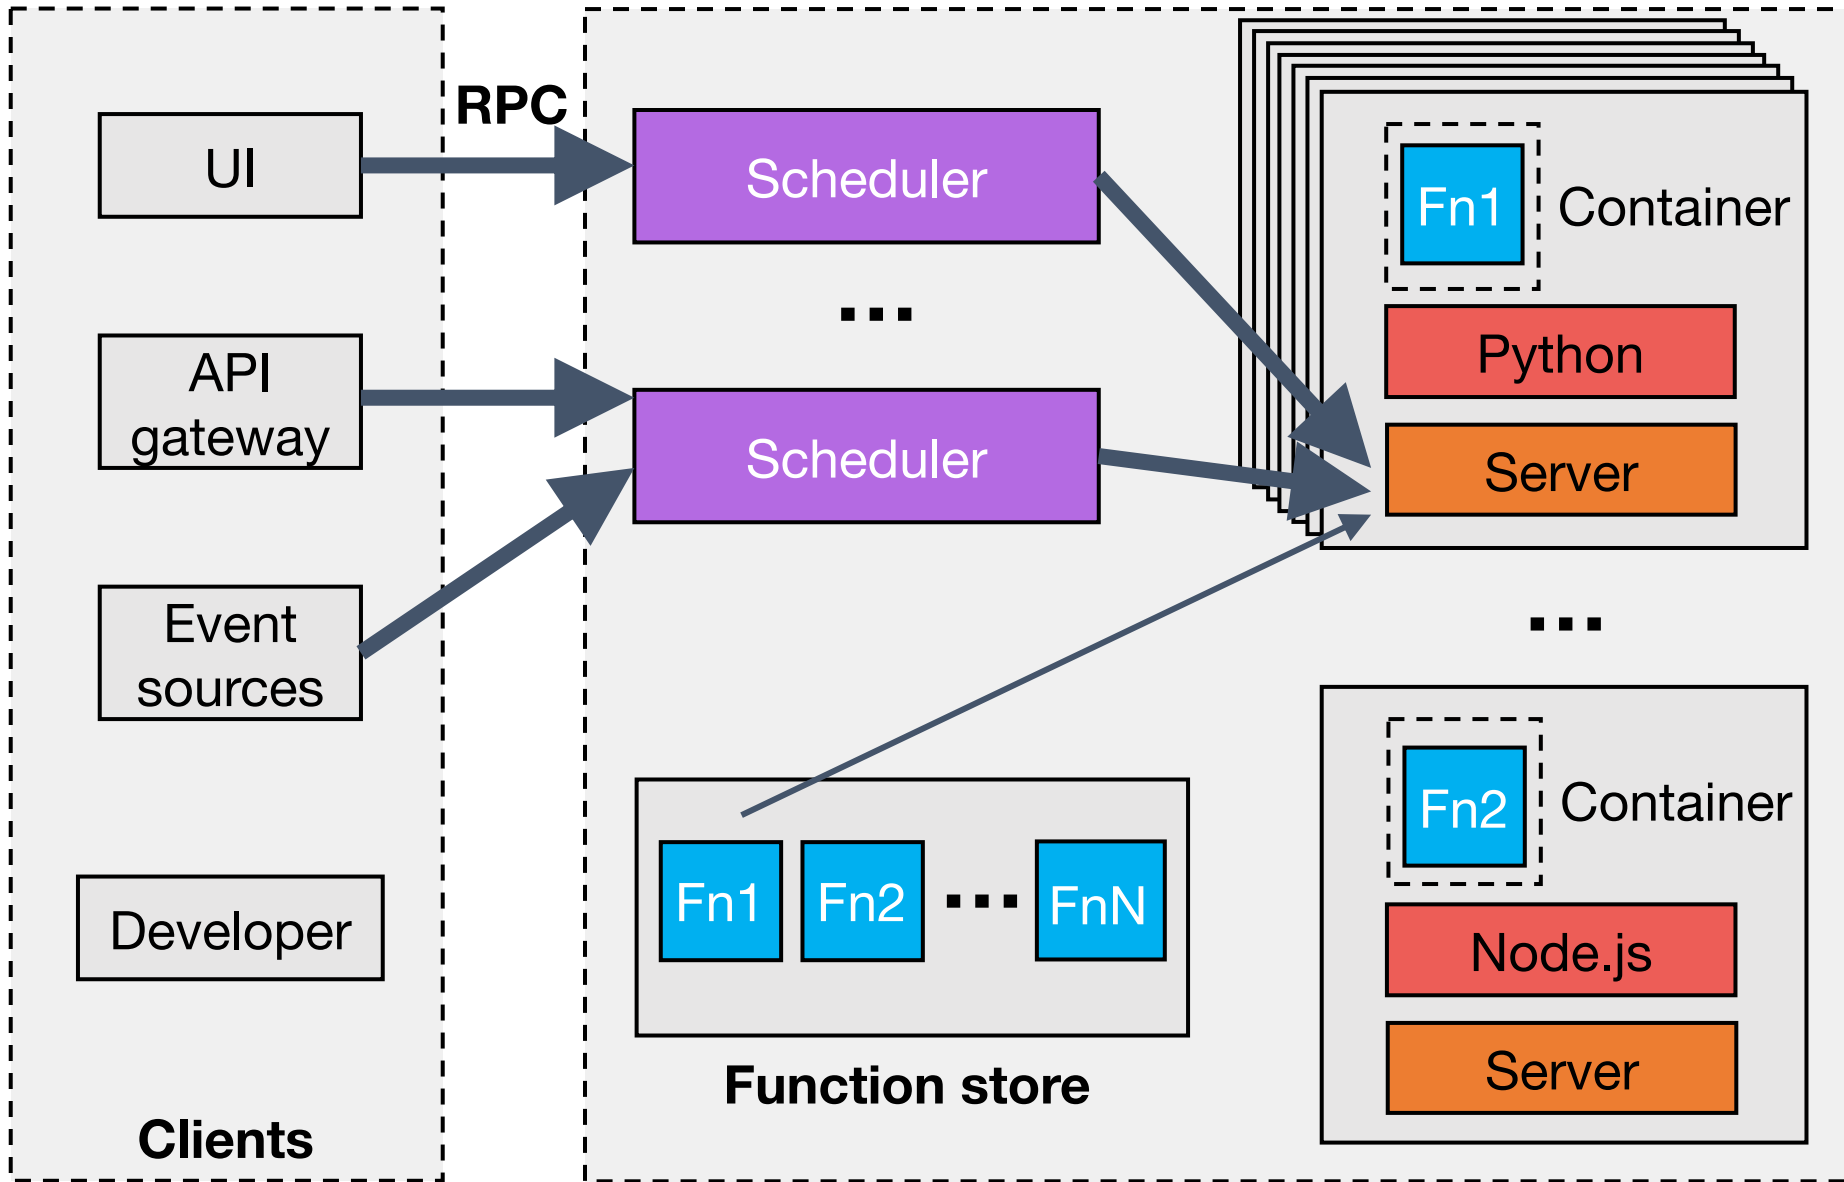 RPC
UI
API
gateway
Event
sources
Developer
Clients
Scheduler
...
Scheduler
Fn1
Fn2
...
FnN
Function store
Fn1
Container
Python
Server
...
Fn2
Container
Node.js
Server